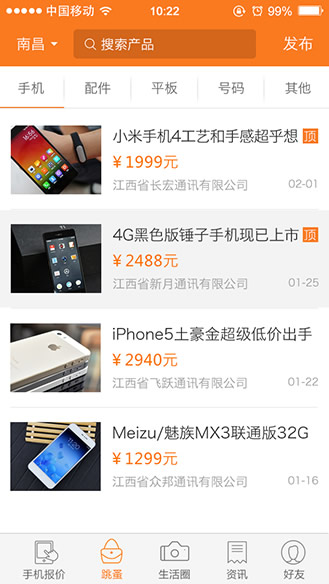 中国移动 10:22 99%
南昌 搜索产品 发布
手机 配件 平板 号码 其他
小米手机4工艺和手感超乎想 顶
¥1999元
江西省长宏通讯有限公司 02-01
4G黑色版锤子手机现已上市 顶
¥2488元
江西省新月通讯有限公司 01-25
iPhone5土豪金超级低价出手
¥2940元
江西省飞跃通讯有限公司 01-22
Meizu/魅族MX3联通版32G
¥1299元
江西省众邦通讯有限公司 01-16
手机报价 跳蚤 生活圈 资讯 好友